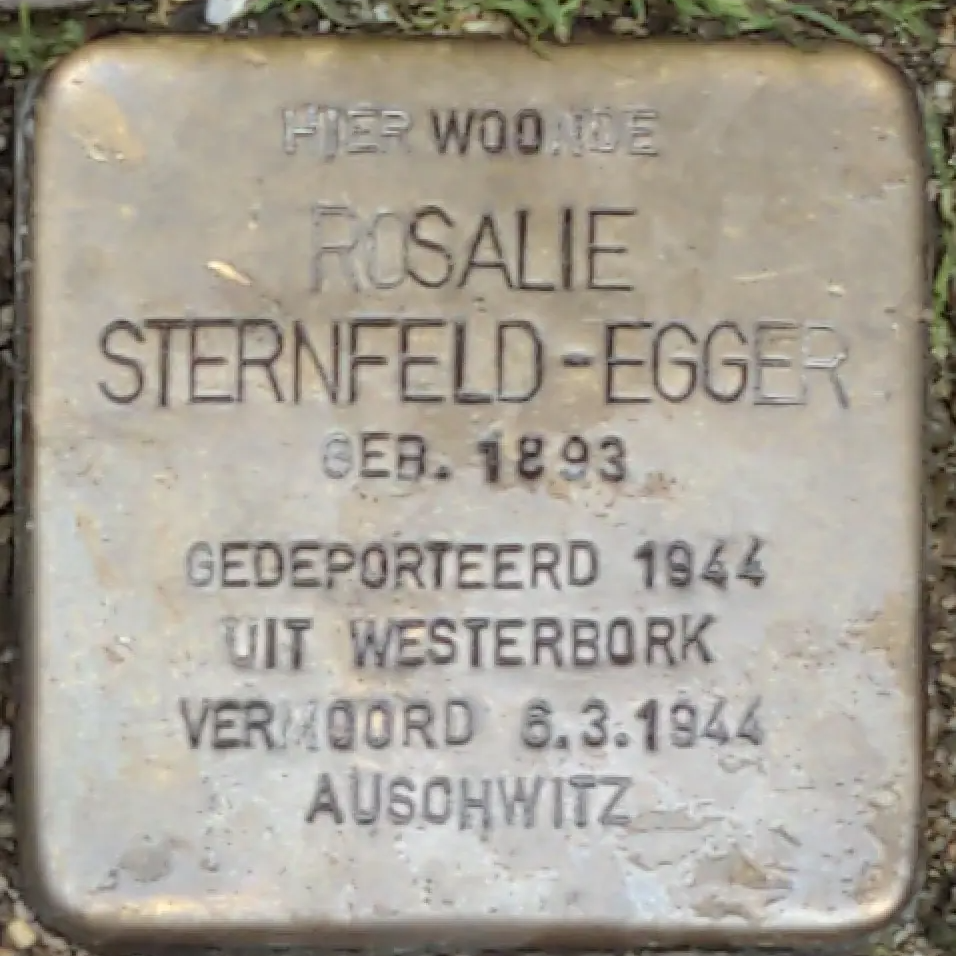 HIER WOONDE
ROSALIE
STERNFELD-EGGER
GEB. 1893
GEDEPORTEERD 1944
UIT WESTERBORK
VERMOORD 6.3.1944
AUSCHWITZ